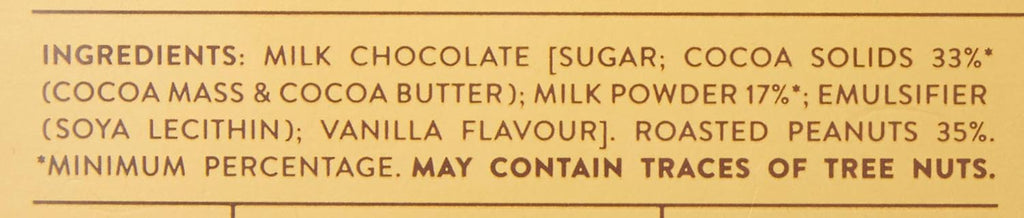 INGREDIENTS: MILK CHOCOLATE [SUGAR; COCOA SOLIDS 33%*
(COCOA MASS & COCOA BUTTER); MILK POWDER 17%*; EMULSIFIER
(SOYA LECITHIN); VANILLA FLAVOUR]. ROASTED PEANUTS 35%.
*MINIMUM PERCENTAGE. MAY CONTAIN TRACES OF TREE NUTS.